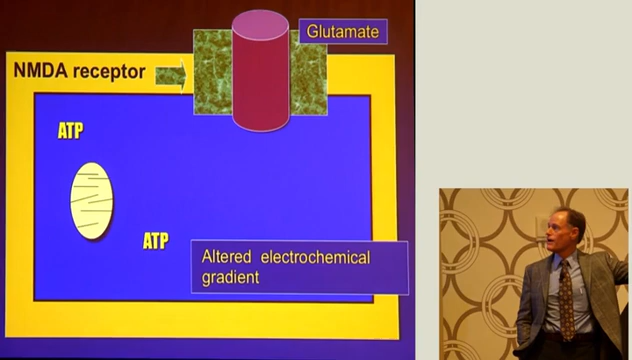 Glutamate
NMDA receptor
ATP
ATP
Altered electrochemical
gradient